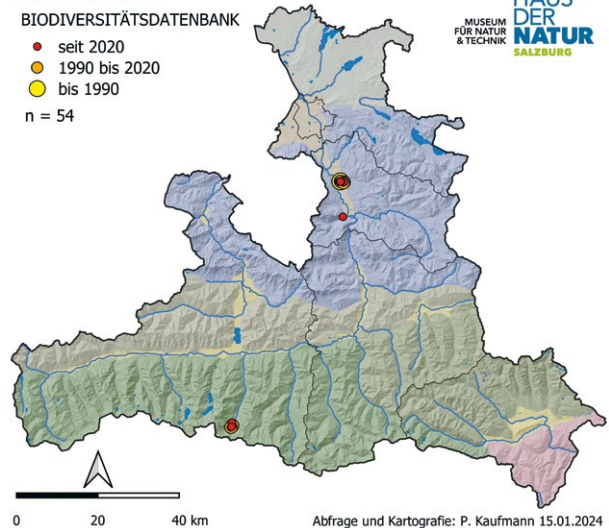 BIODIVERSITÄTSDATENBANK
seit 2020
1990 bis 2020
bis 1990
n = 54
MUSEUM
FÜR NATUR
& TECHNIK
HAUS
DER
NATUR
SALZBURG
0 20 40 km
Abfrage und Kartografie: P. Kaufmann 15.01.2024